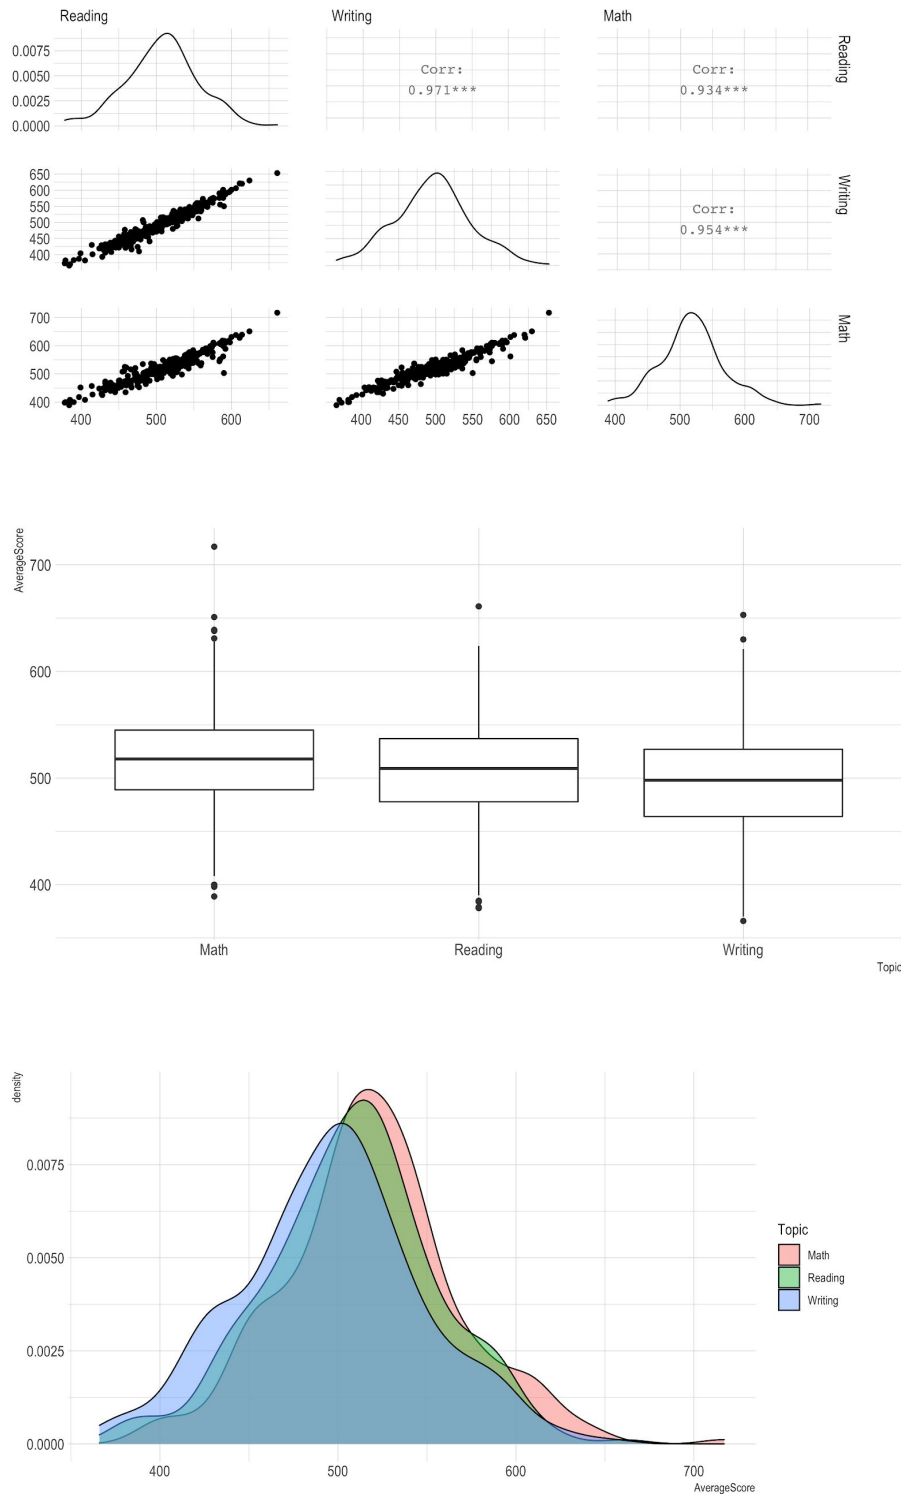 Reading Writing Math
0.0075
0.0050
0.0025
0.0000
Corr:
0.971***
Corr:
0.934***
Reading
650
600
550
500
450
400
Corr:
0.954***
Writing
700
600
500
400
Math
400 500 600
400 450 500 550 600 650
400 500 600 700
AverageScore
700
600
500
400
Math Reading Writing
Topic
density
0.0075
0.0050
0.0025
0.0000
400 500 600 700
AverageScore
Topic
Math
Reading
Writing